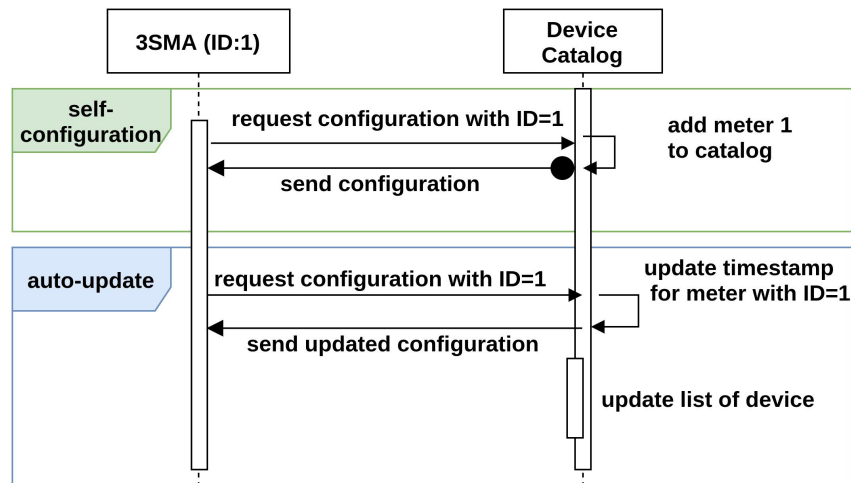 3SMA (ID:1)
Device
Catalog
self-
configuration
request configuration with ID=1
add meter 1
to catalog
send configuration
auto-update
request configuration with ID=1
update timestamp
for meter with ID=1
send updated configuration
update list of device